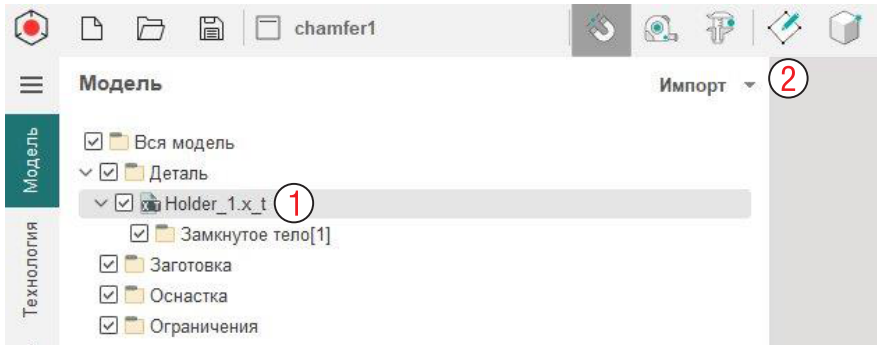 chamfer1
Модель
Импорт
2
Вся модель
Деталь
Holder_1.x_t
1
Замкнутое тело[1]
Заготовка
Оснастка
Ограничения
Модель
Технология